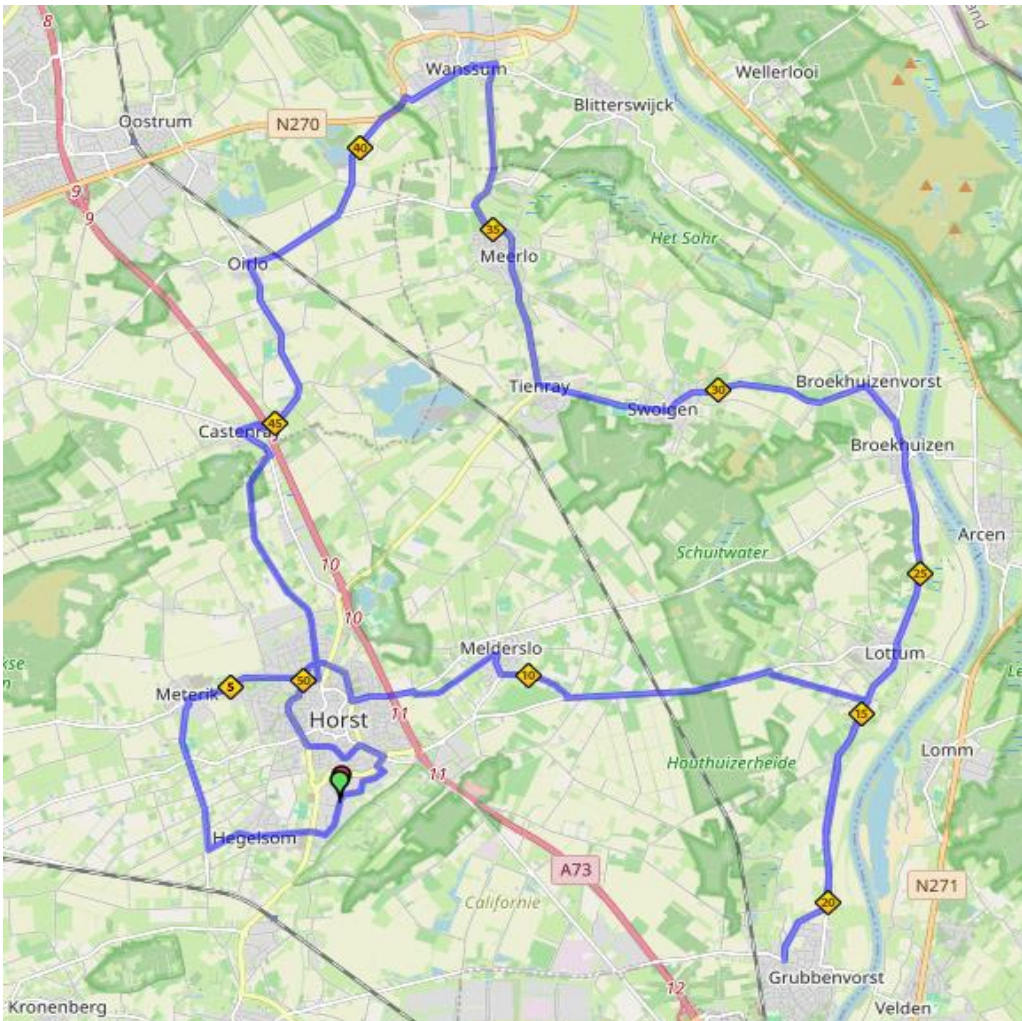 8
Wanssum
Wellerlooi
Blitterswijck
Oostrum
N270
40
9
9
35
Het Sohr
Meerlo
Oirlo
Tienray
30
Broekhuizenvorst
Swolgen
45
Castenray
Broekhuizen
Arcen
Schuitwater
10
25
10
Melderslo
Lottum
10
50
5
Meterik
11
15
Horst
Lomm
Houthuizerheide
11
Hegelsom
A73
N271
Californie
20
Grubbenvorst
12
Kronenberg
Velden